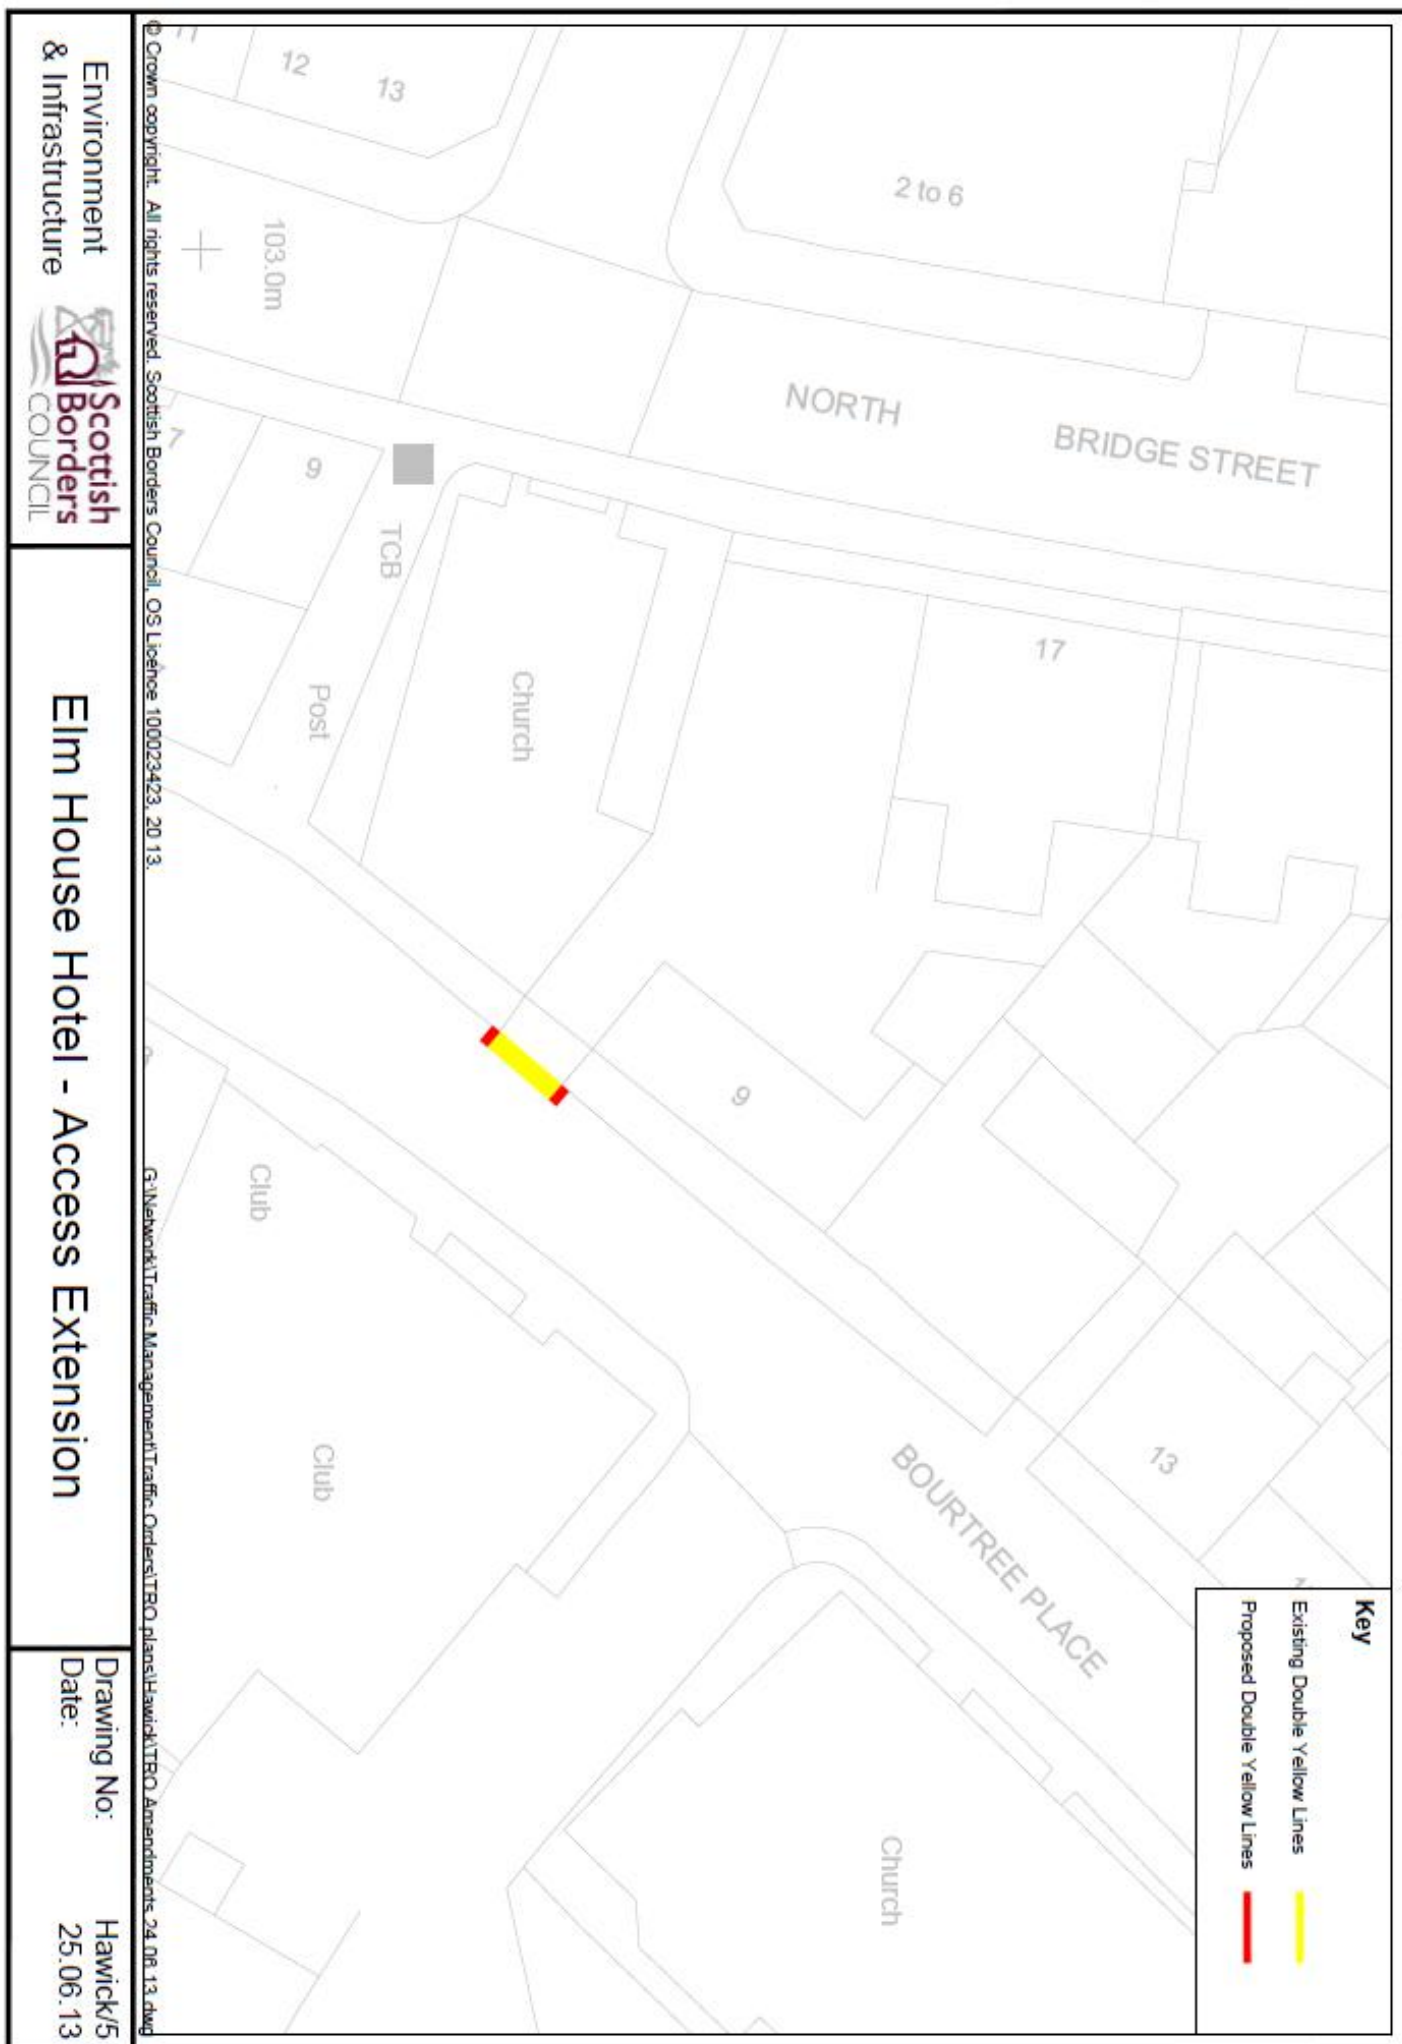 12
13
103.0m
2 to 6
NORTH
BRIDGE STREET
7
9
TCB
Post
Church
17
9
Club
Club
BOURTREE PLACE
13
Church
Key
Existing Double Yellow Lines
Proposed Double Yellow Lines
© Crown copyright. All rights reserved. Scottish Borders Council, OS Licence 100023423, 2013.
G:\Network\Traffic Management\Traffic Orders\TRO plans\Hawick\TRO Amendments 24.06.13.dwg
Environment
& Infrastructure
Scottish
Borders
COUNCIL
Elm House Hotel - Access Extension
Drawing No: Hawick/5
Date: 25.06.13